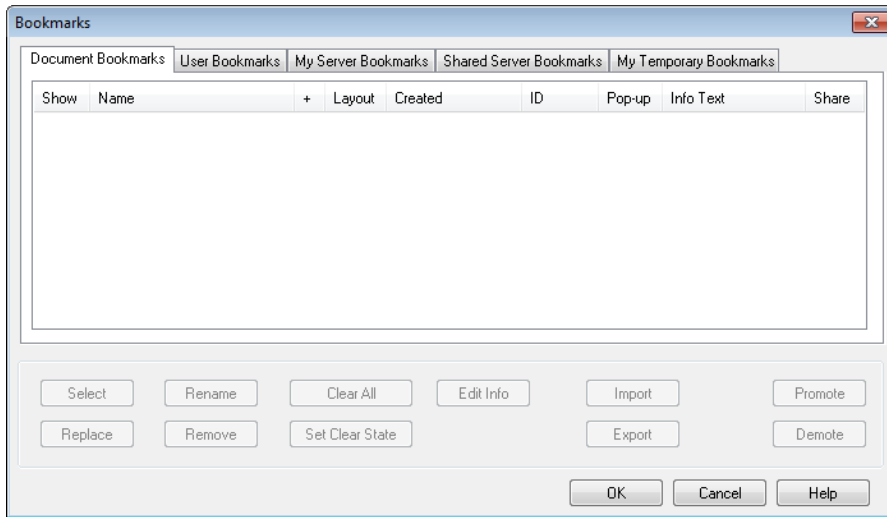 Bookmarks
Document Bookmarks User Bookmarks My Server Bookmarks Shared Server Bookmarks My Temporary Bookmarks
Show Name + Layout Created ID Pop-up Info Text Share
Select Rename Clear All Edit Info Import Promote
Replace Remove Set Clear State Export Demote
OK Cancel Help